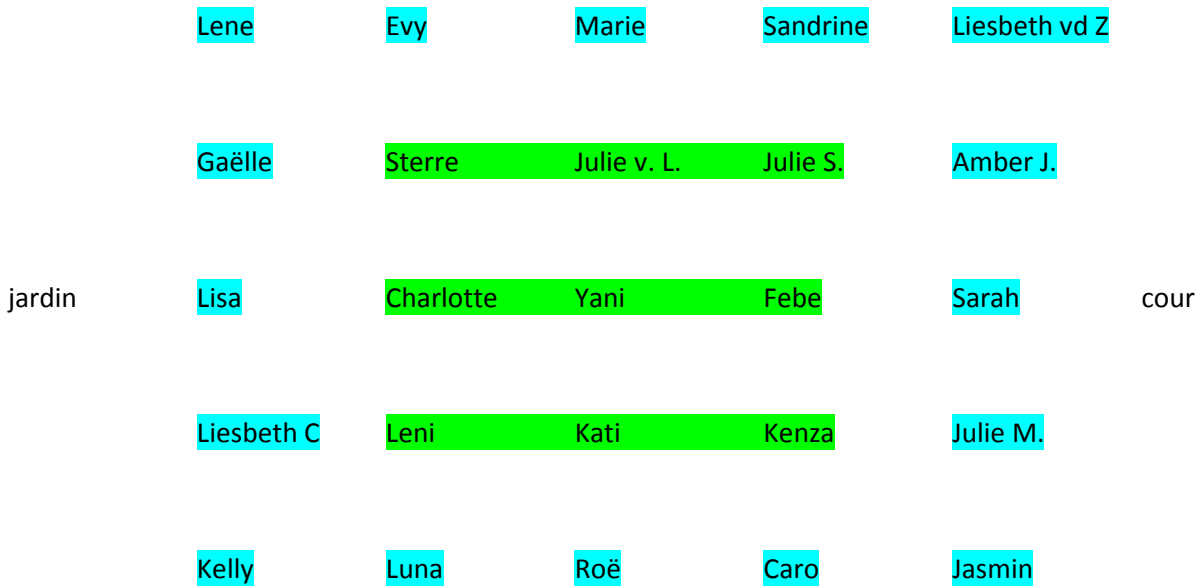 Lene Evy Marie Sandrine Liesbeth vd Z
Gaëlle Sterre Julie v. L. Julie S. Amber J.
jardin Lisa Charlotte Yani Febe Sarah cour
Liesbeth C Leni Kati Kenza Julie M.
Kelly Luna Roë Caro Jasmin